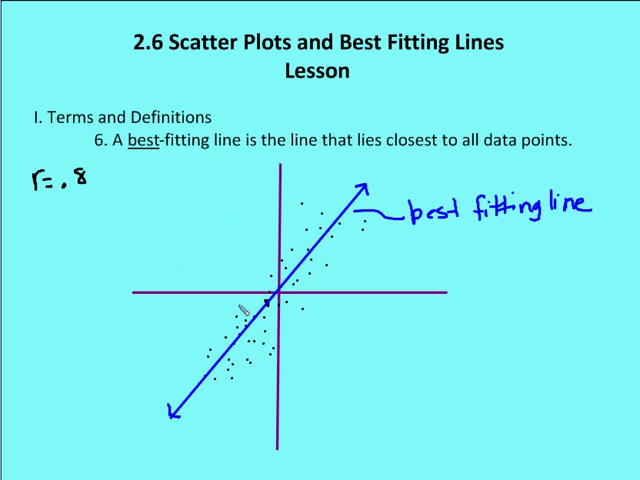 2.6 Scatter Plots and Best Fitting Lines
Lesson
I. Terms and Definitions
6. A best-fitting line is the line that lies closest to all data points.
r=.8
best fitting line